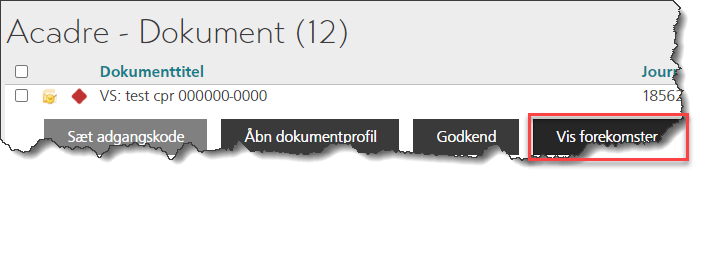 Acadre - Dokument (12)
Dokumenttitel Jour
VS: test cpr 000000-0000 1856
Sæt adgangskode Åbn dokumentprofil Godkend Vis forekomster